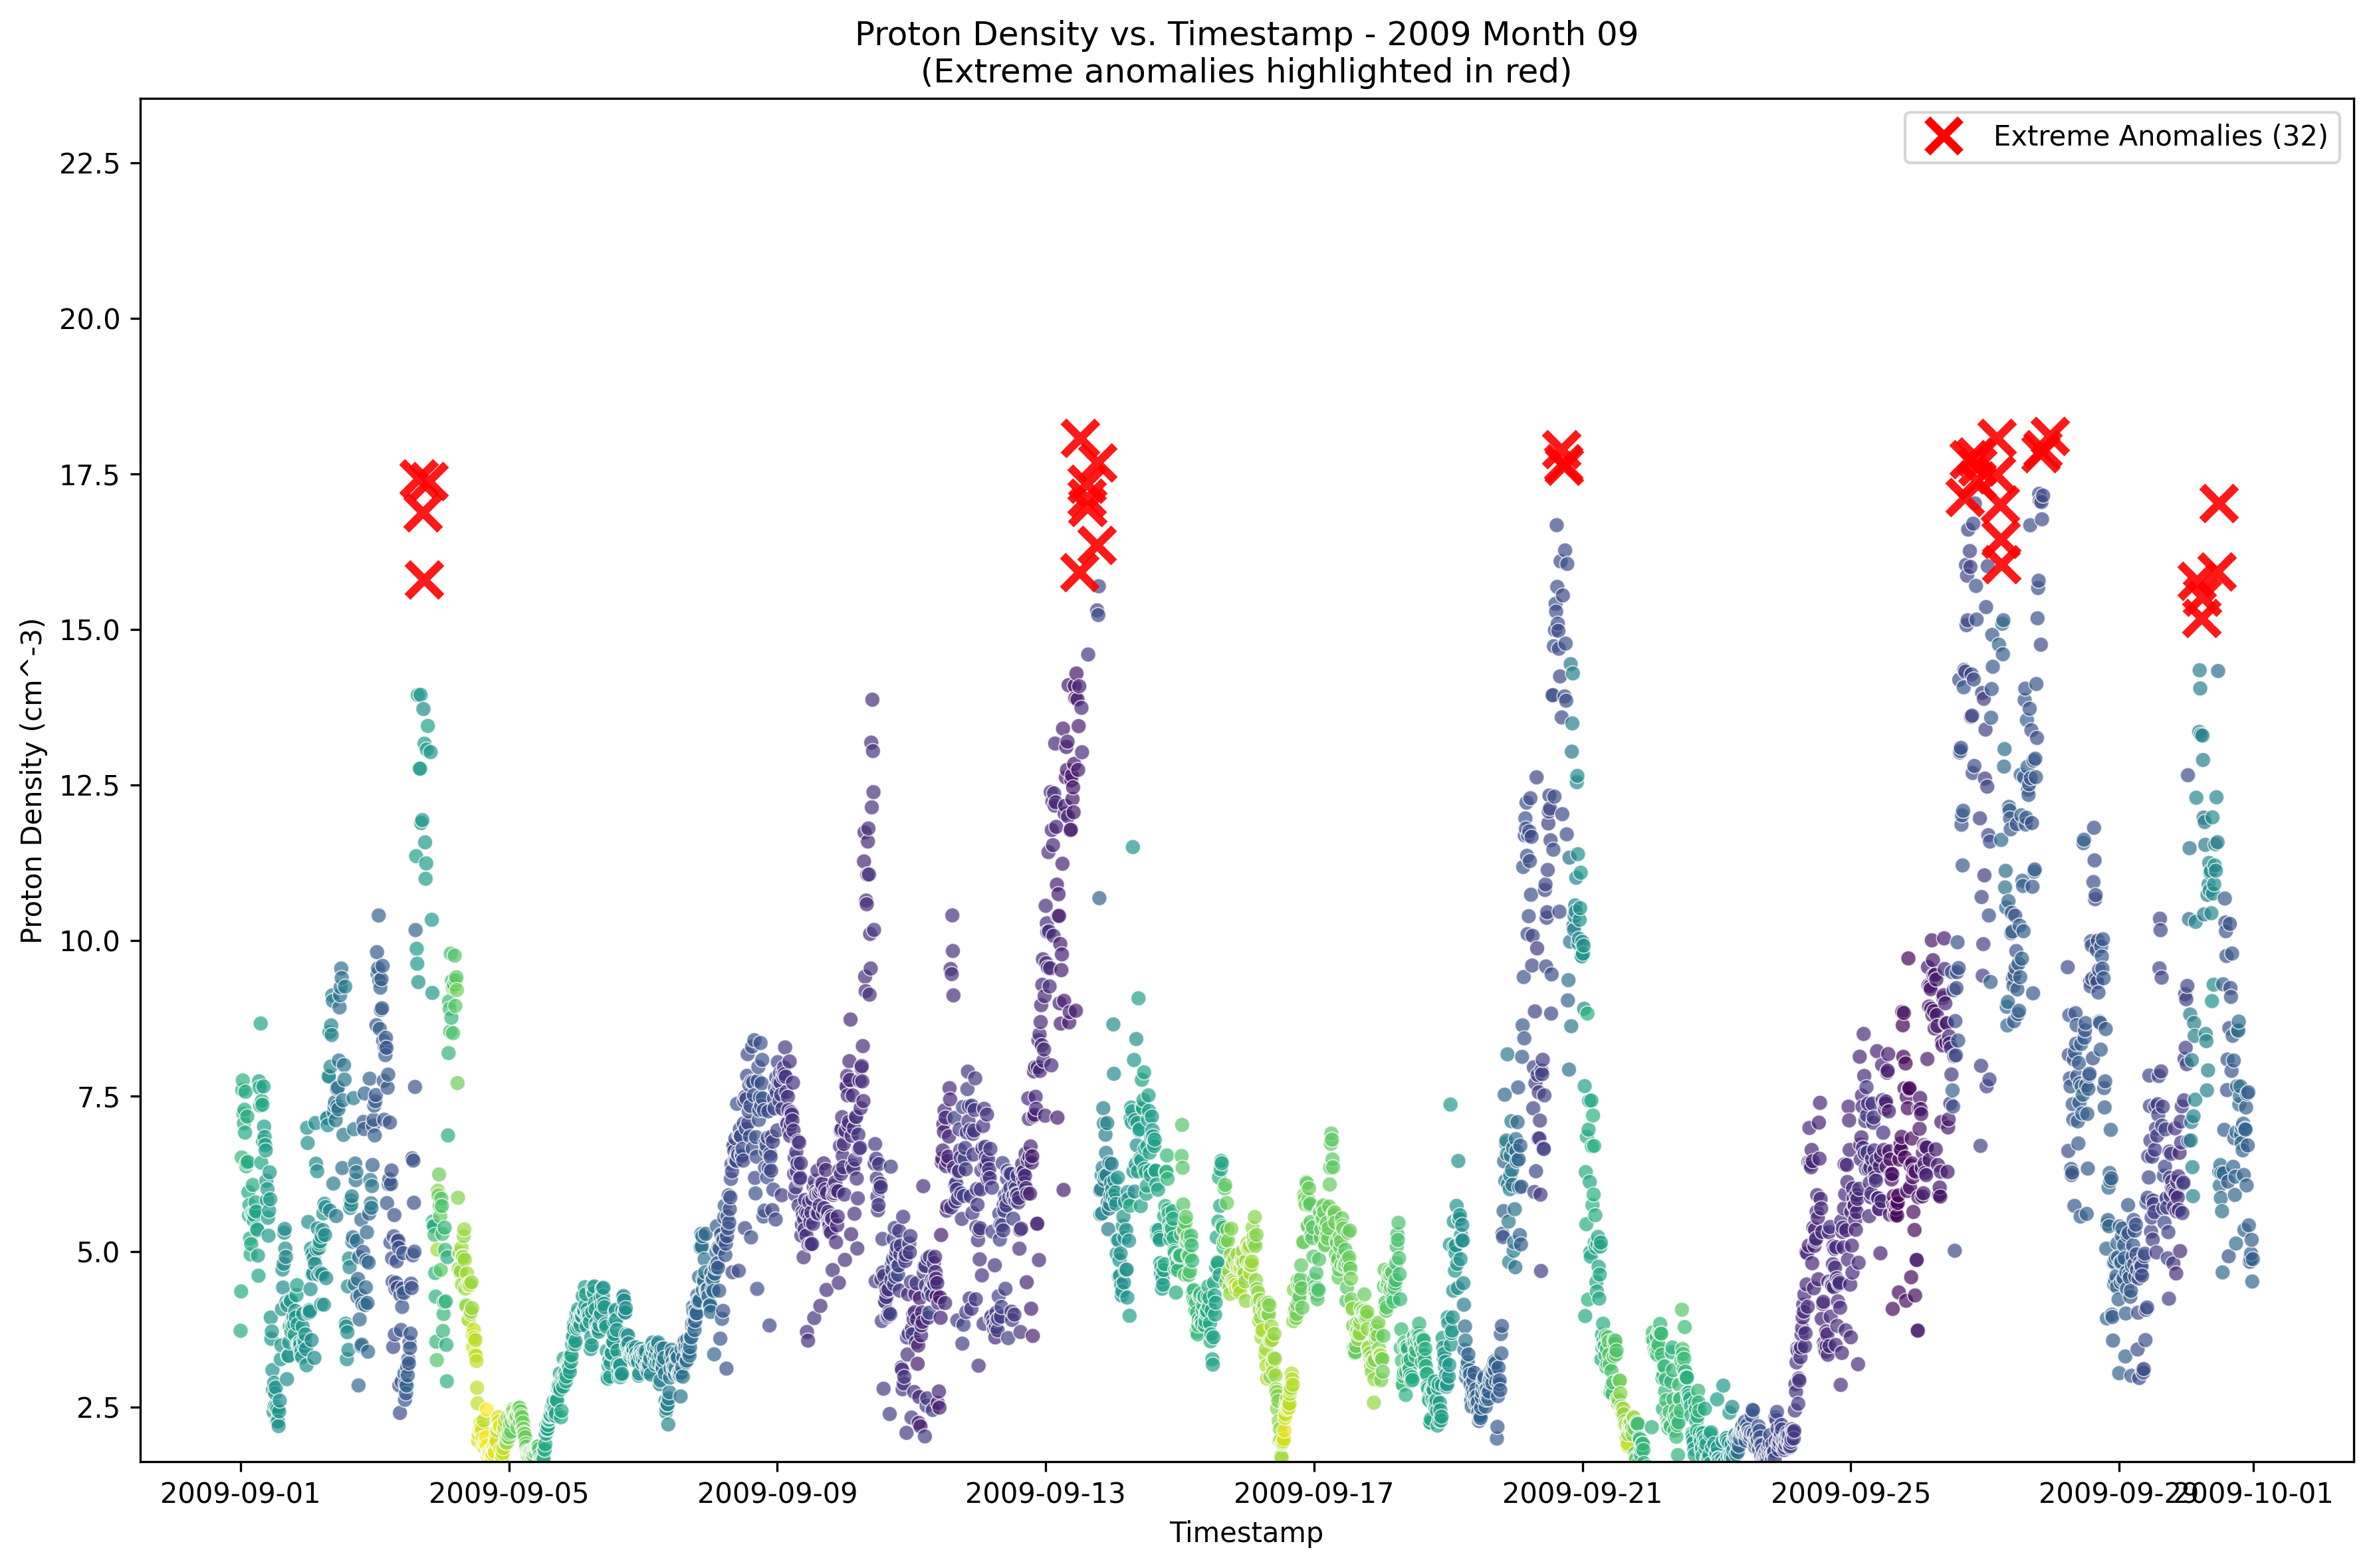 Proton Density vs. Timestamp - 2009 Month 09
(Extreme anomalies highlighted in red)
Extreme Anomalies (32)
22.5
20.0
17.5
15.0
12.5
10.0
7.5
5.0
2.5
Proton Density (cm^-3)
2009-09-01 2009-09-05 2009-09-09 2009-09-13 2009-09-17 2009-09-21 2009-09-25 2009-09-29 2009-10-01
Timestamp